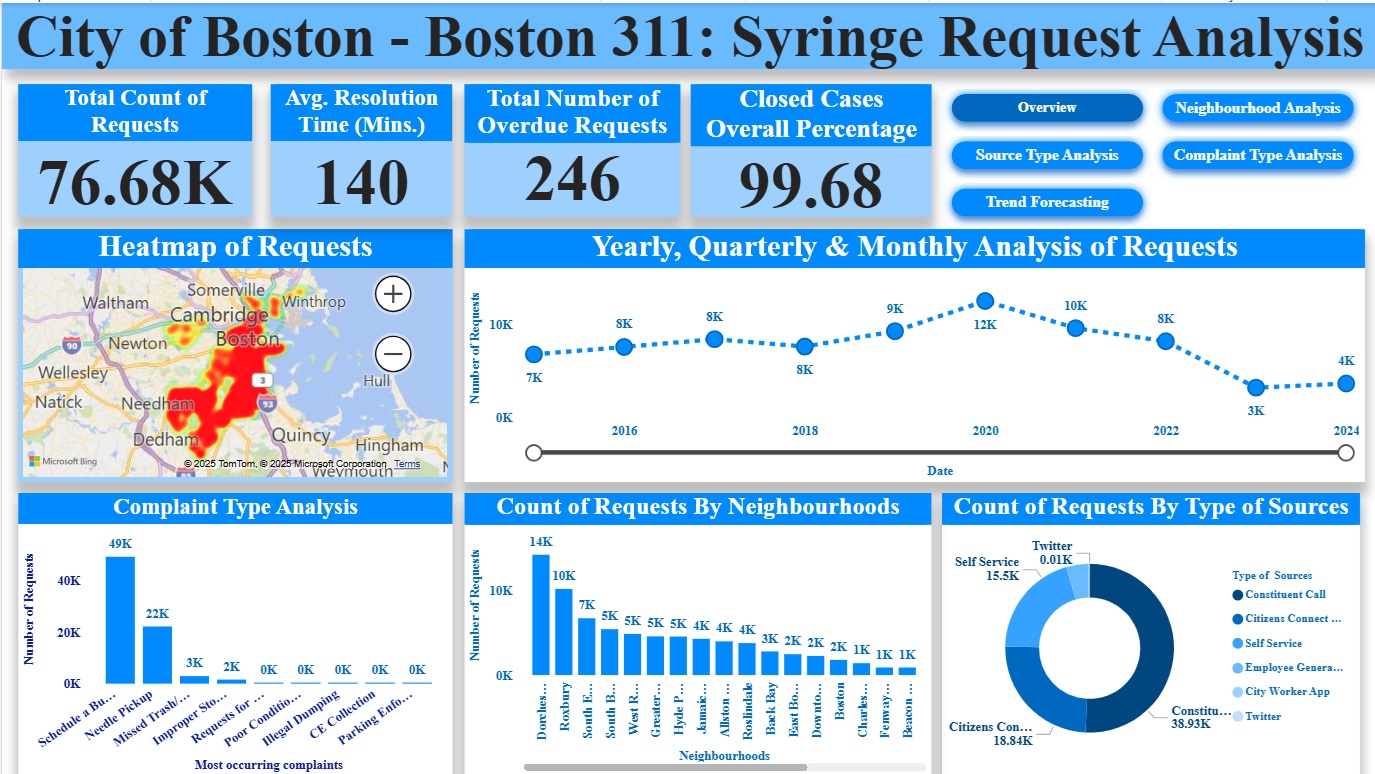 City of Boston - Boston 311: Syringe Request Analysis
Total Count of
Requests
76.68K
Avg. Resolution
Time (Mins.)
140
Total Number of
Overdue Requests
246
Closed Cases
Overall Percentage
99.68
Overview
Neighbourhood Analysis
Source Type Analysis
Complaint Type Analysis
Trend Forecasting
Heatmap of Requests
Somerville
Waltham
Winthrop
Cambridge
Boston
90
Newton
Wellesley
3
Hull
Natick
Needham
93
Dedham
Quincy
Hingham
Microsoft Bing
© 2025 TomTom, © 2025 Microsoft Corporation Terms
Weymouth
Yearly, Quarterly & Monthly Analysis of Requests
Number of Requests
10K
0K
7K
8K
8K
8K
9K
12K
10K
8K
3K
4K
2016
2018
2020
2022
2024
Date
Complaint Type Analysis
Number of Requests
40K
20K
0K
49K
22K
3K
2K
0K
0K
0K
0K
0K
Schedule a Bu...
Needle Pickup
Missed Trash/...
Improper Sto...
Requests for ...
Poor Conditio...
Illegal Dumping
CE Collection
Parking Enfo...
Most occurring complaints
Count of Requests By Neighbourhoods
Number of Requests
10K
0K
14K
10K
7K
5K
5K
5K
5K
4K
4K
4K
3K
2K
2K
2K
1K
1K
1K
Dorches...
Roxbury
South E...
South B...
West R...
Greater...
Hyde P...
Jamaic...
Allston ...
Roslindale
Back Bay
East Bo...
Downto...
Boston
Charles...
Fenway...
Beacon ...
Neighbourhoods
Count of Requests By Type of Sources
Twitter
0.01K
Self Service
15.5K
Citizens Con...
18.84K
Constitu...
38.93K
Type of Sources
Constituent Call
Citizens Connect ...
Self Service
Employee Genera...
City Worker App
Twitter